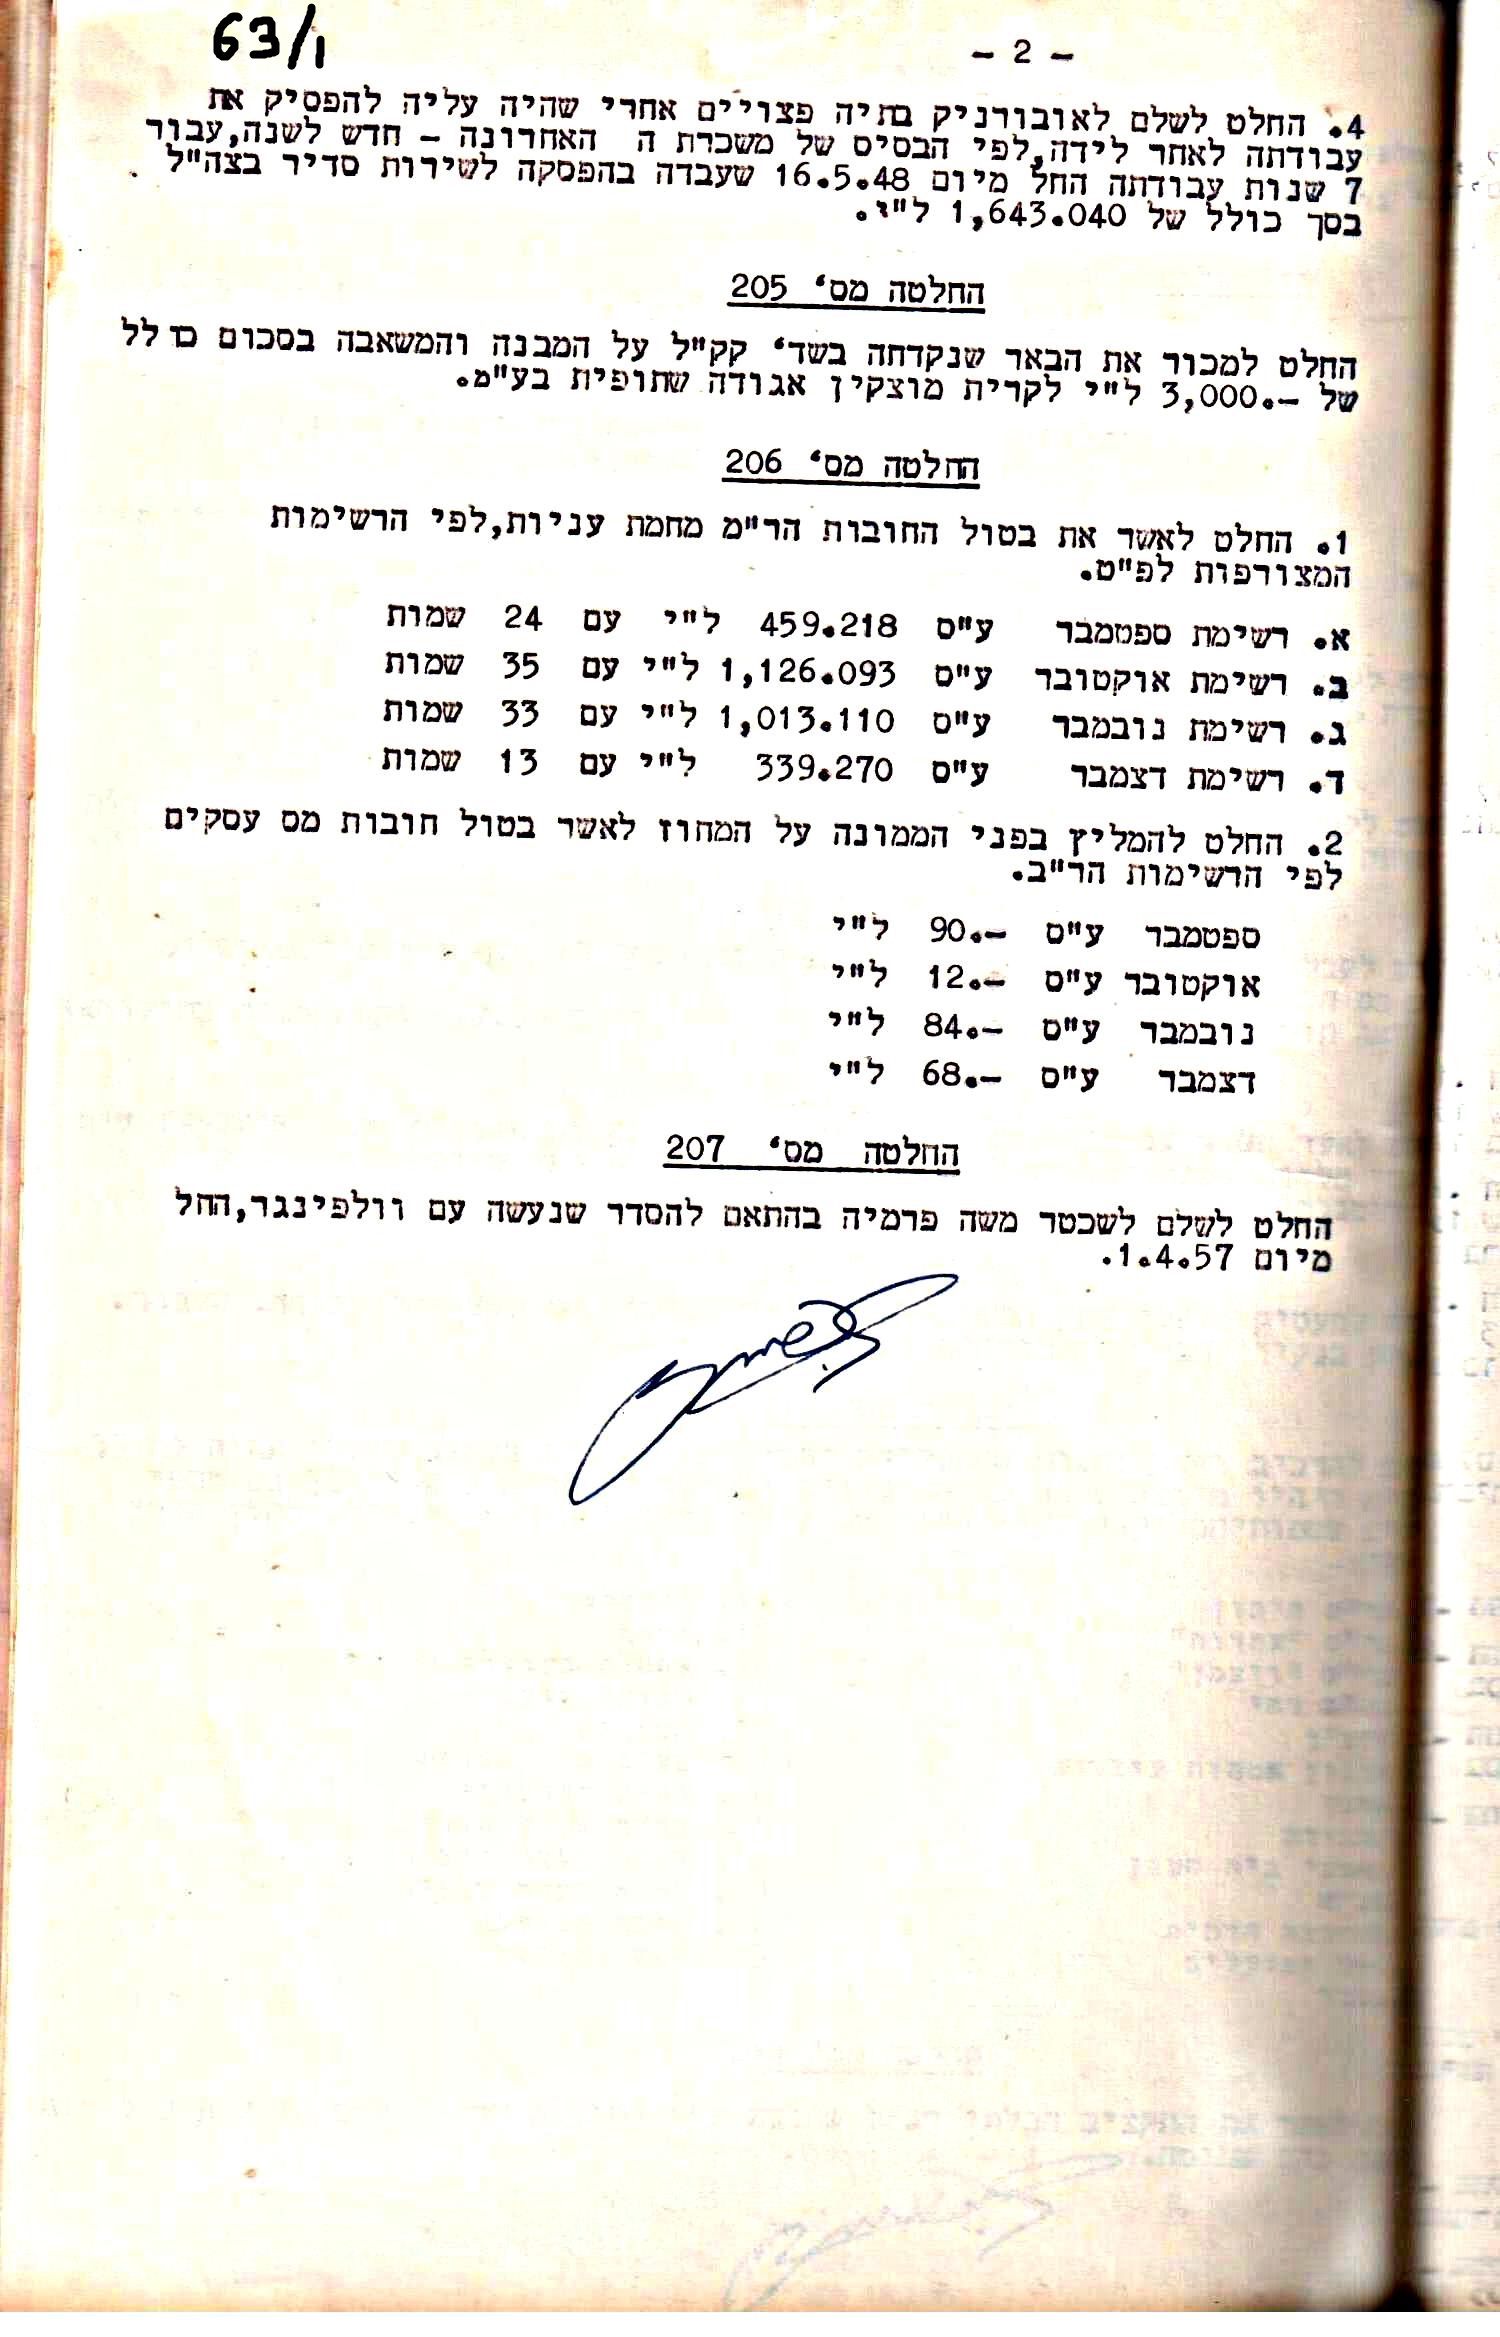 63/1
- 2 -
4. החלט לשלם לאובורניק בתיה פצויים אחרי שהיה עליה להפסיק את
עבודתה לאחר לידה,לפי הבסיס של משכרת ה האחרונה - חדש לשנה,עבור
7 שנות עבודתה החל מיום 16.5.48 שעבדה בהפסקה לשירות סדיר בצה"ל .
בסך כולל של 1,643.040 ל"י.
החלטה מס' 205
החלט למכור את הבאר שנקדחה בשד' קק"ל על המבנה והמשאבה בסכום כולל
של -.3,000 ל"י לקרית מוצקין אגודה שתופית בע"מ.
החלטה מס' 206
1. החלט לאשר את בטול החובות הר"מ מחמת עניות,לפי הרשימות
המצורפות לפ"ט.
א. רשימת ספטמבר ע"ס 459.218 ל"י עם 24 שמות
ב. רשימת אוקטובר ע"ס 1,126.093 ל"י עם 35 שמות
ג. רשימת נובמבר ע"ס 1,013.110 ל"י עם 33 שמות
ד. רשימת דצמבר ע"ס 339.270 ל"י עם 13 שמות
2. החלט להמליץ בפני הממונה על המחוז לאשר בטול חובות מס עסקים
לפי הרשימות הר"ב.
ספטמבר ע"ס -.90 ל"י
אוקטובר ע"ס -.12 ל"י
נובמבר ע"ס -.84 ל"י
דצמבר ע"ס -.68 ל"י
החלטה מס' 207
החלט לשלם לשכטר משה פרמיה בהתאם להסדר שנעשה עם וולפינגר,החל
מיום 1.4.57.